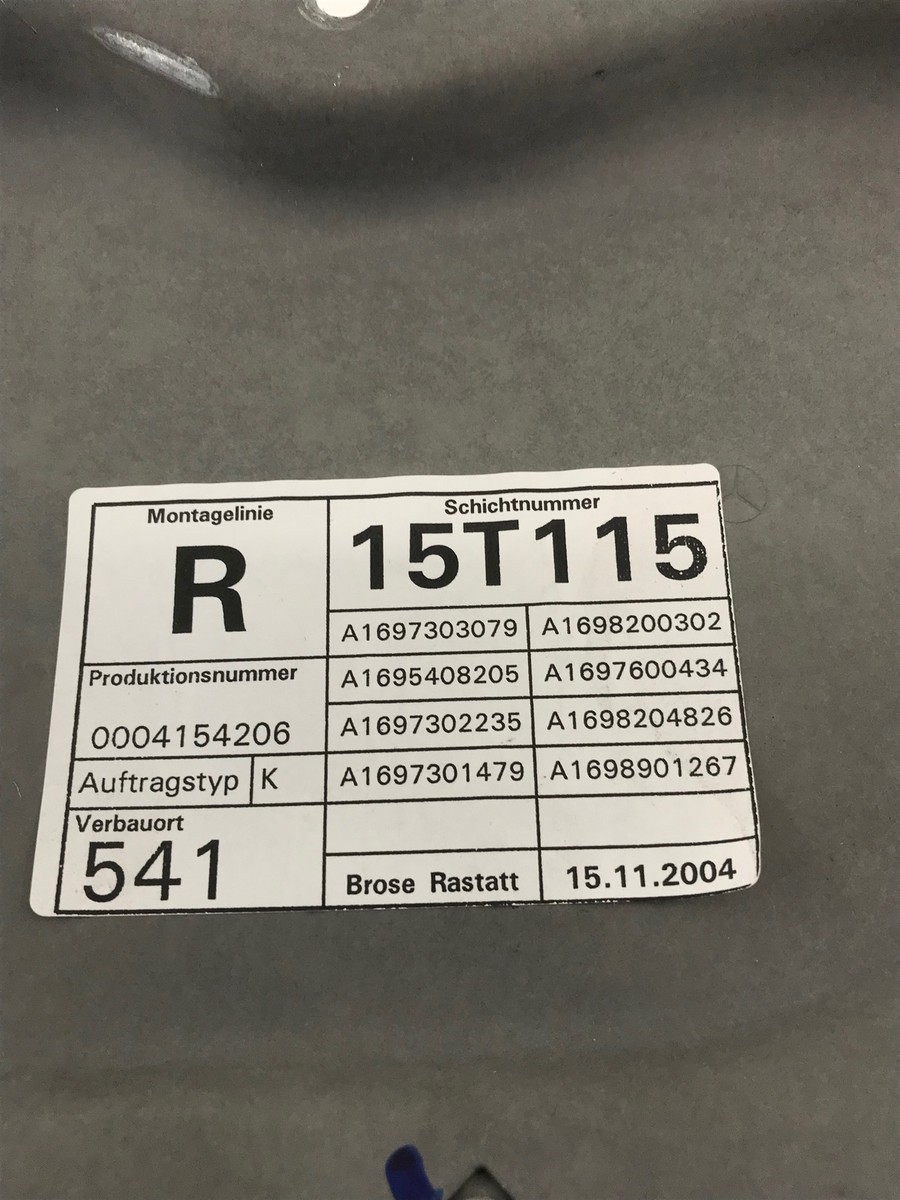 Montagelinie
R
Schichtnummer
15T115
A1697303079 A1698200302
Produktionsnummer
0004154206
A1695408205 A1697600434
A1697302235 A1698204826
Auftragstyp K
A1697301479 A1698901267
Verbauort
541
Brose Rastatt 15.11.2004